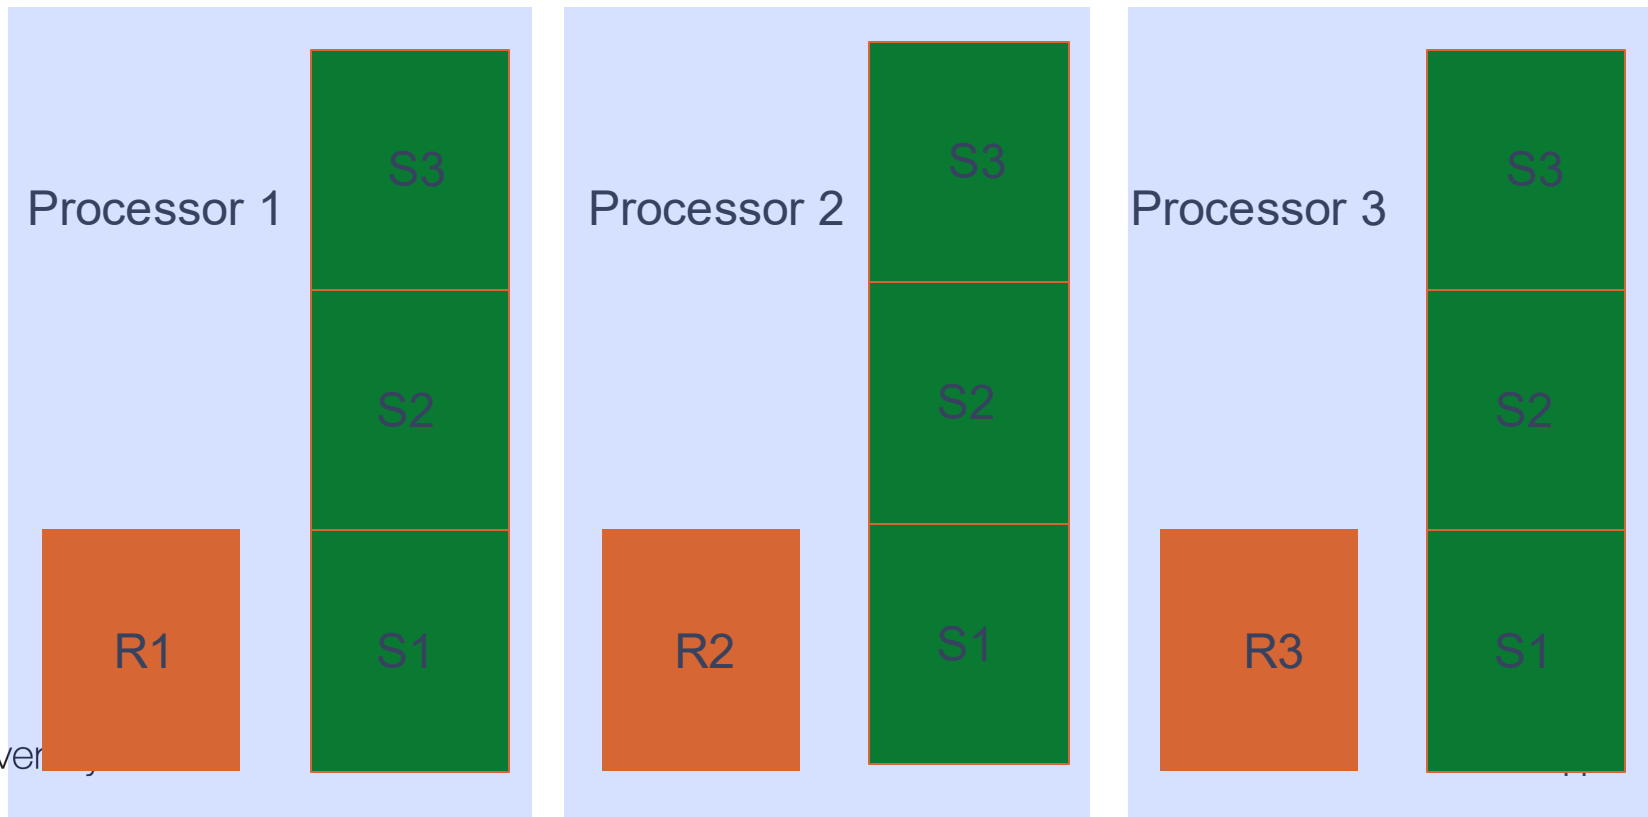 Processor 1
S3
S2
R1
S1
Processor 2
S3
S2
R2
S1
Processor 3
S3
S2
R3
S1